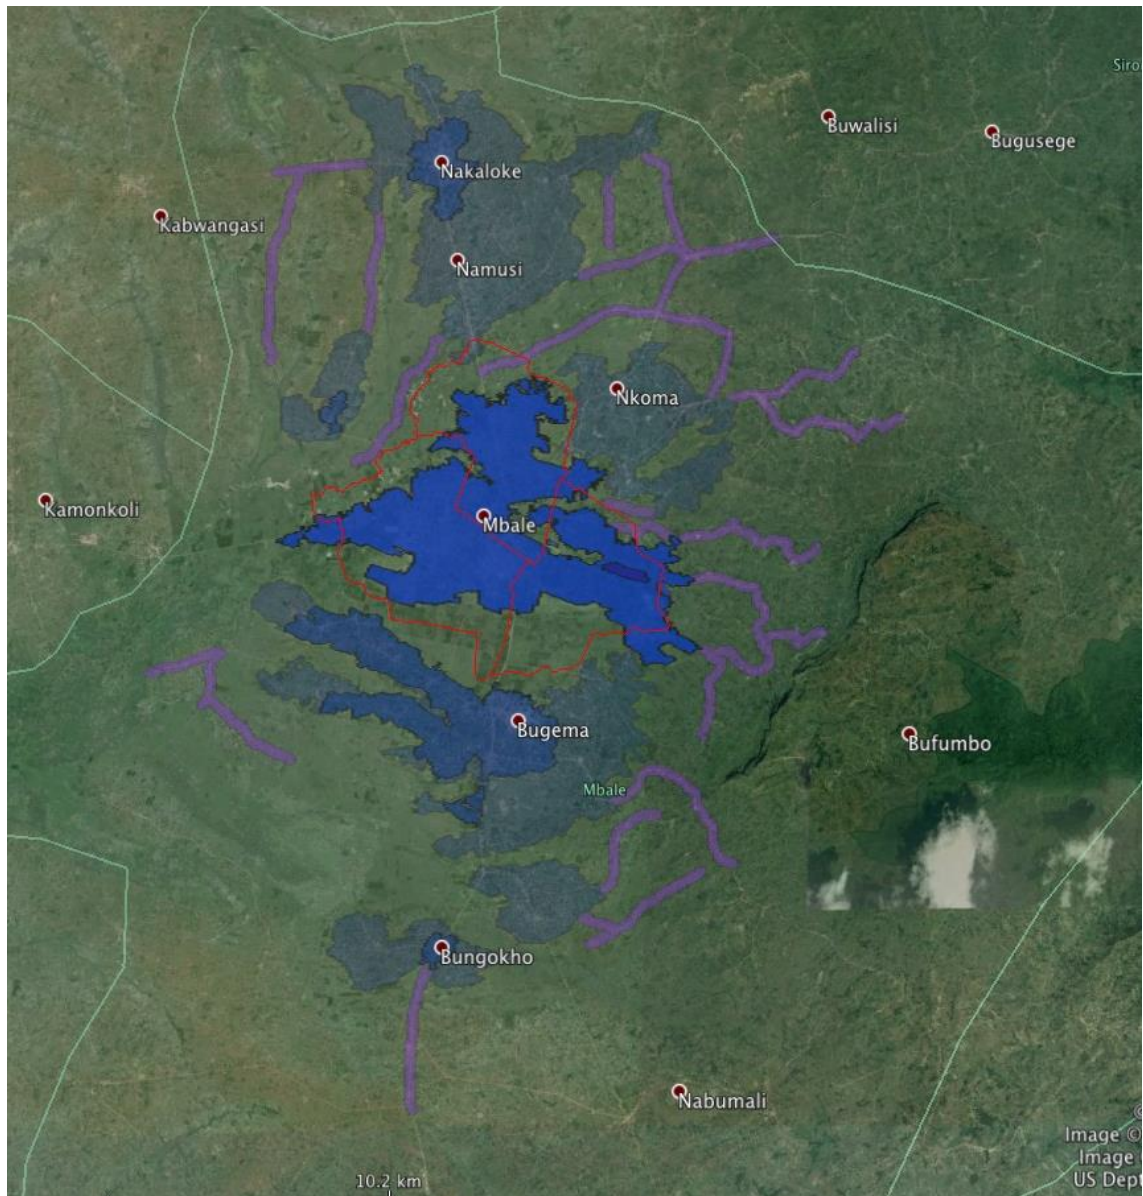 Siro
Buwalisi
Bugusege
Nakaloke
Kabwangasi
Namusi
Nkoma
Kamonkoli
Mbale
Bugema
Bufumbo
Mbale
Bungokho
Nabumali
Image ©
Image
US Dept
10.2 km